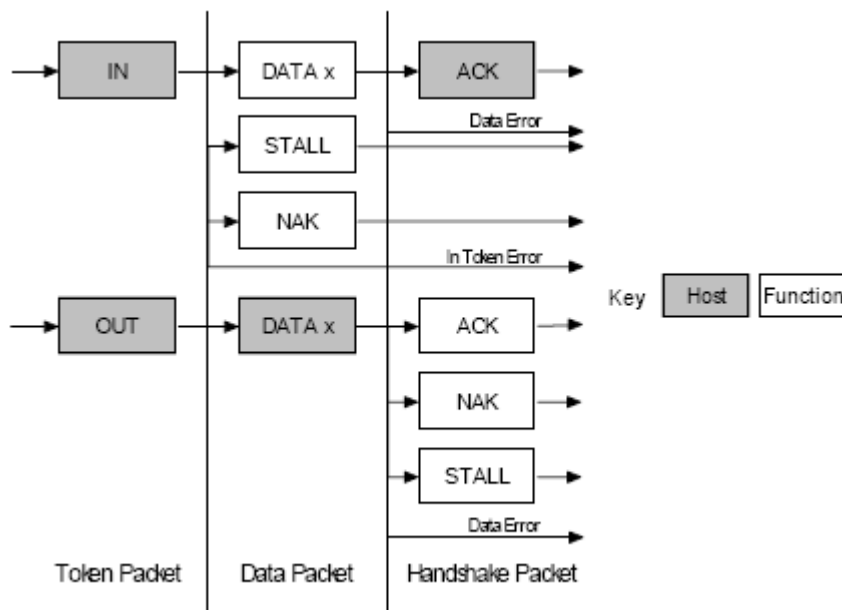 IN
DATA x
ACK
Data Error
STALL
NAK
In Token Error
Key
Host
Function
OUT
DATA x
ACK
NAK
STALL
Data Error
Token Packet
Data Packet
Handshake Packet